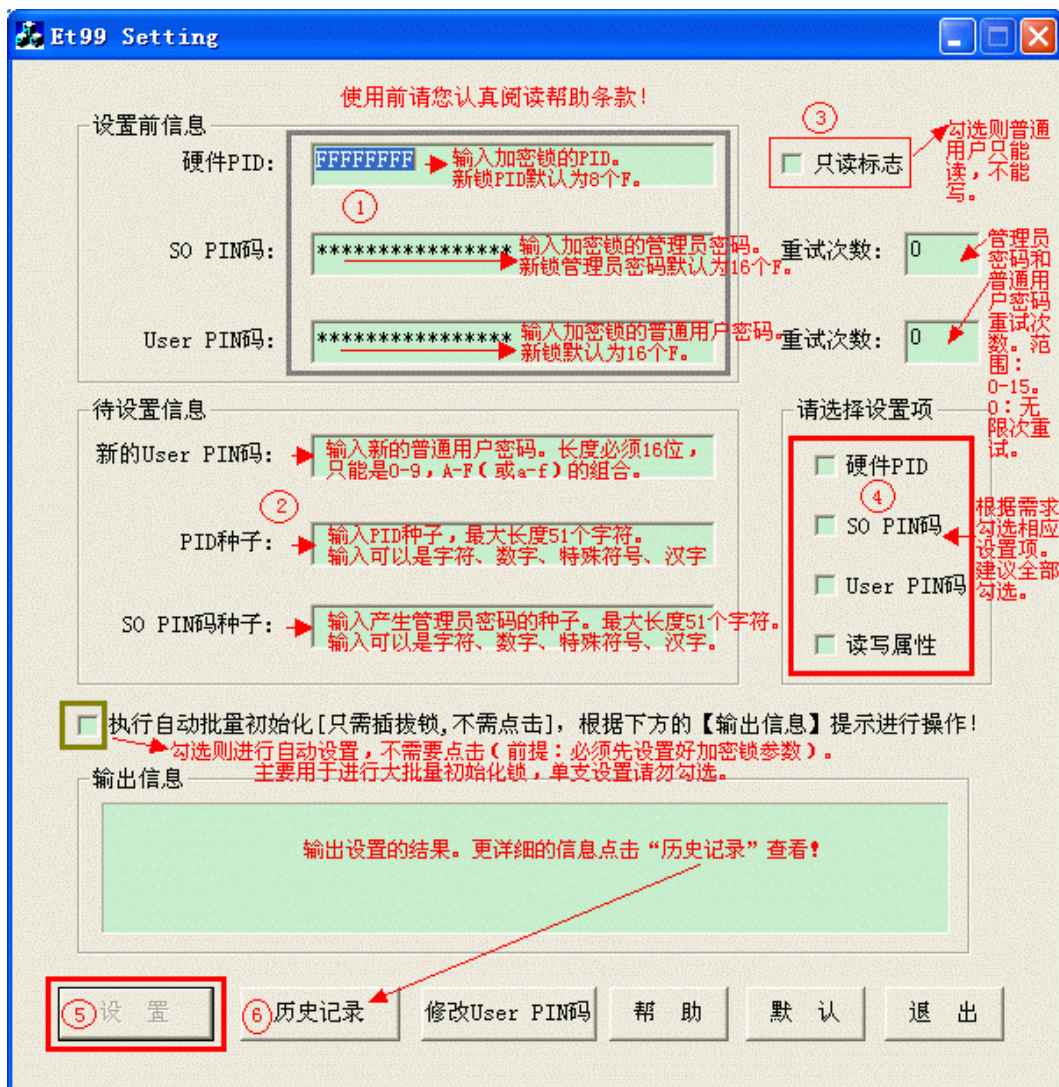 Et99 Setting
使用前请您认真阅读帮助条款！
设置前信息
硬件PID：
FFFFFFFF
输入加密锁的PID。
新锁PID默认为8个F。
①
③
只读标志
勾选则普通
用户只能
读，不能
写。
SO PIN码：
****************
输入加密锁的管理员密码。
新锁管理员密码默认为16个F。
重试次数：
0
User PIN码：
****************
输入加密锁的普通用户密码。
新锁默认为16个F。
重试次数：
0
管理员
密码和
普通用
户密码
重试次
数。范
围：
0-15。
0：无
限次重
试。
待设置信息
新的User PIN码：
输入新的普通用户密码。长度必须16位，
只能是0-9，A-F（或a-f）的组合。
②
PID种子：
输入PID种子，最大长度51个字符。
输入可以是字符、数字、特殊符号、汉字
SO PIN码种子：
输入产生管理员密码的种子。最大长度51个字符。
输入可以是字符、数字、特殊符号、汉字。
请选择设置项
硬件PID
④
SO PIN码
User PIN码
读写属性
根据需求
勾选相应
设置项。
建议全部
勾选。
执行自动批量初始化[只需插拔锁,不需点击]，根据下方的【输出信息】提示进行操作！
勾选则进行自动设置，不需要点击（前提：必须先设置好加密锁参数）。
主要用于进行大批量初始化锁，单支设置请勿勾选。
输出信息
输出设置的结果。更详细的信息点击“历史记录”查看！
⑤设 置
⑥历史记录
修改User PIN码
帮 助
默 认
退 出